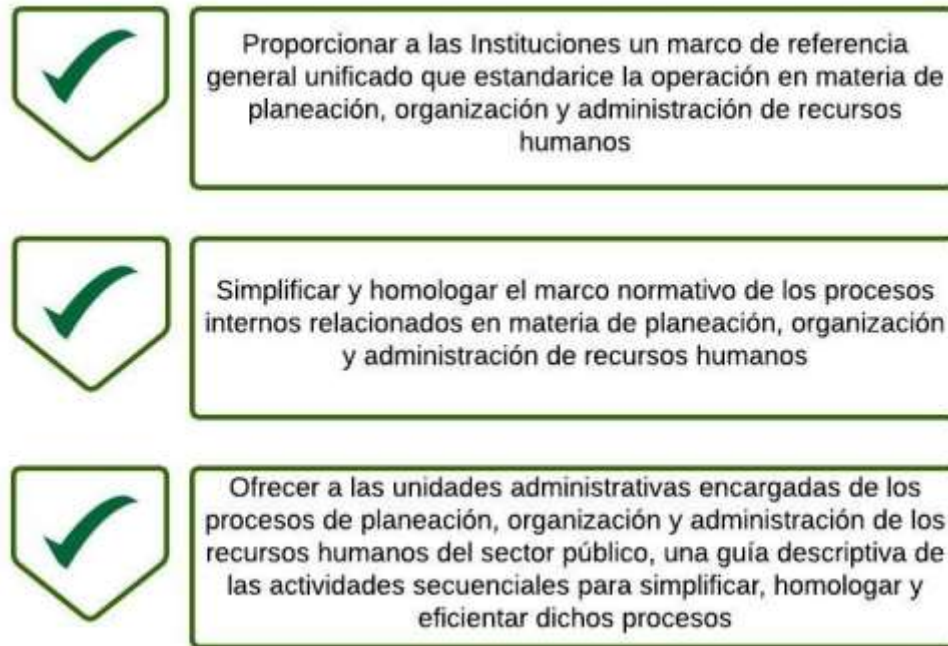 Proporcionar a las Instituciones un marco de referencia
general unificado que estandarice la operación en materia de
planeación, organización y administración de recursos
humanos
Simplificar y homologar el marco normativo de los procesos
internos relacionados en materia de planeación, organización
y administración de recursos humanos
Ofrecer a las unidades administrativas encargadas de los
procesos de planeación, organización y administración de los
recursos humanos del sector público, una guía descriptiva de
las actividades secuenciales para simplificar, homologar y
eficientar dichos procesos